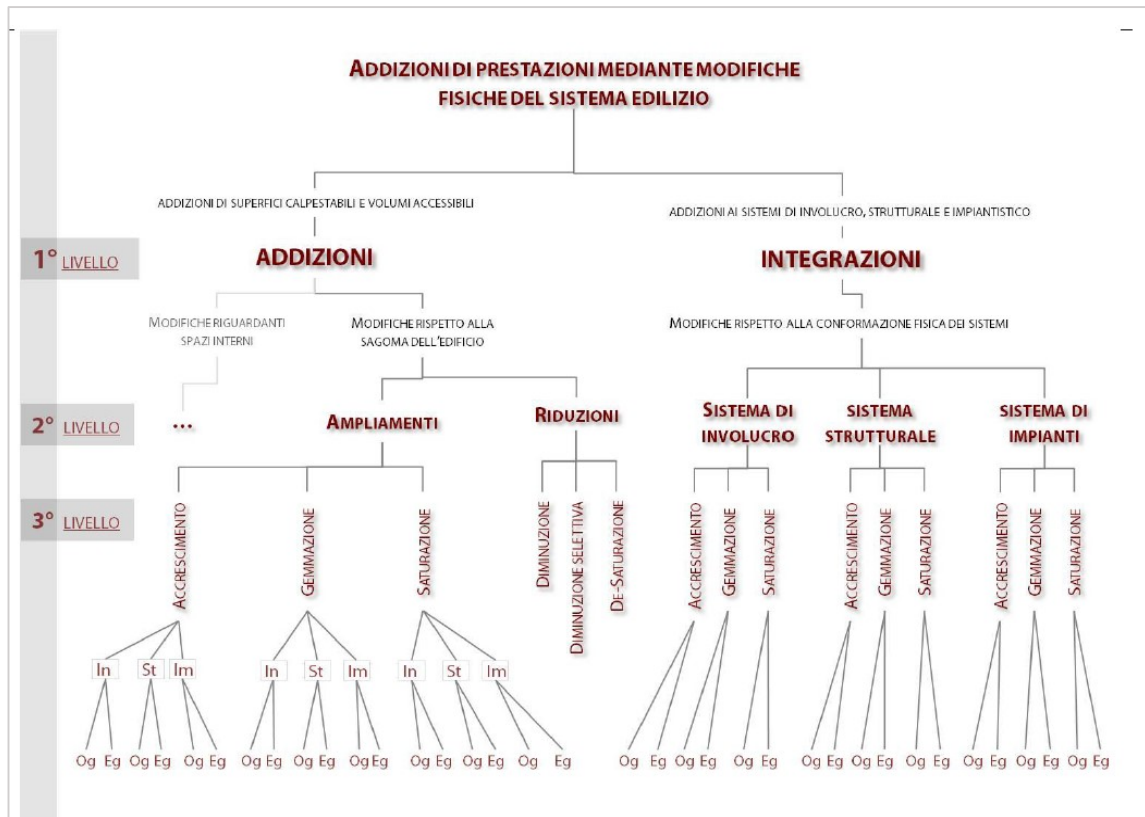 ADDIZIONI DI PRESTAZIONI MEDIANTE MODIFICHE
FISICHE DEL SISTEMA EDILIZIO
ADDIZIONI DI SUPERFICI CALPESTABILI E VOLUMI ACCESSIBILI
ADDIZIONI AI SISTEMI DI INVOLUCRO, STRUTTURALE E IMPIANTISTICO
1° LIVELLO
ADDIZIONI
INTEGRAZIONI
MODIFICHE RIGUARDANTI
SPAZI INTERNI
MODIFICHE RISPETTO ALLA
SAGOMA DELL'EDIFICIO
MODIFICHE RISPETTO ALLA CONFORMAZIONE FISICA DEI SISTEMI
2° LIVELLO
...
AMPLIAMENTI
RIDUZIONI
SISTEMA DI
INVOLUCRO
SISTEMA
STRUTTURALE
SISTEMA DI
IMPIANTI
3° LIVELLO
ACCRESCIMENTO
GEMMAZIONE
SATURAZIONE
DIMINUZIONE
DIMINUZIONE SELETTIVA
DE-SATURAZIONE
ACCRESCIMENTO
GEMMAZIONE
SATURAZIONE
ACCRESCIMENTO
GEMMAZIONE
SATURAZIONE
ACCRESCIMENTO
GEMMAZIONE
SATURAZIONE
In St Im In St Im In St Im
Og Eg Og Eg Og Eg Og Eg Og Eg Og Eg Og Eg Og Eg Og Eg Og Eg Og Eg Og Eg Og Eg Og Eg Og Eg Og Eg Og Eg Og Eg